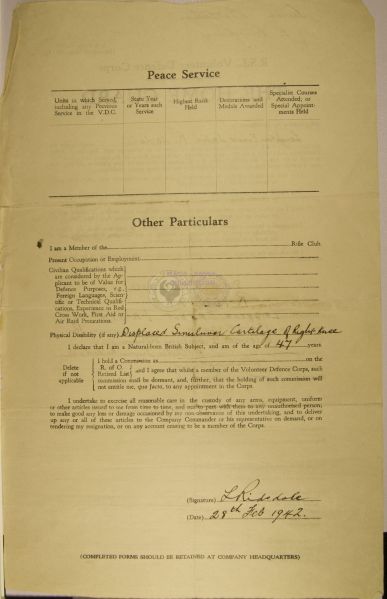 Peace Service
Units in which Served, including any Previous Service in the V.D.C.
State Year or Years each Service
Highest Rank Held
Decorations and Medals Awarded
Specialist Courses Attended, or Special Appointments Held
Other Particulars
I am a Member of the Rifle Club
Present Occupation or Employment
Civilian Qualifications which
are considered by the Ap-
plicant to be of Value for
Defence Purposes, e.g.,
Foreign Languages, Scien-
tific or Technical Qualifi-
cations, Experience in Red
Cross Work, First Aid or
Air Raid Precautions.
Physical Disability (if any) Displaced Similunar Cartilage of Right knee
I declare that I am a Natural-born British Subject, and am of the age of 47 years
Delete if not applicable
I hold a Commission as on the
R. of O.
Retired List and I agree that whilst a member of the Volunteer Defence Corps, such
commission shall be dormant, and, further, that the holding of such commission will
not entitle me, ipso facto, to any appointment in the Corps.
I undertake to exercise all reasonable care in the custody of any arms, equipment, uniform
or other articles issued to me from time to time, and not to part with them to any unauthorised person;
to make good any loss or damage occasioned by my non-observance of this undertaking, and to deliver
up any or all of these articles to the Company Commander or his representative on demand, or on
tendering my resignation, or on any account ceasing to be a member of the Corps.
(Signature) L Ridsdale
(Date) 28th Feb 1942.
(COMPLETED FORMS SHOULD BE RETAINED AT COMPANY HEADQUARTERS)